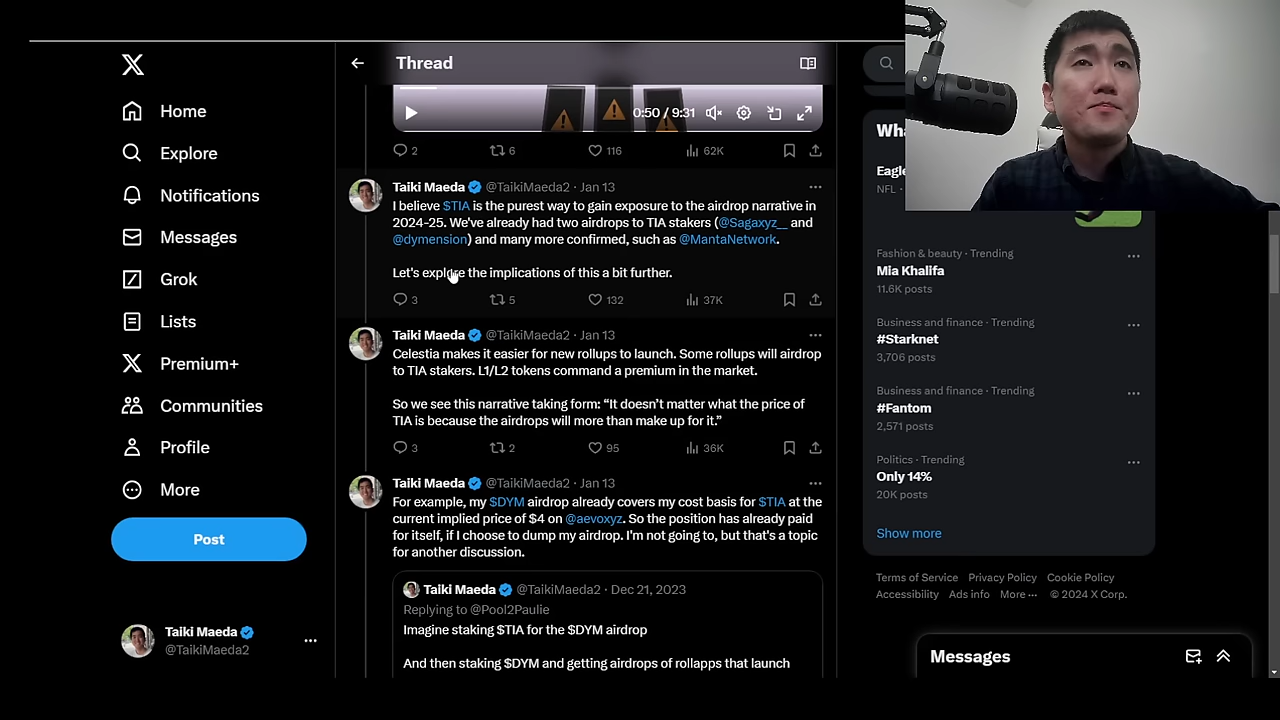 Home
Explore
Notifications
Messages
Grok
Lists
Premium+
Communities
Profile
More
Post
Taiki Maeda
@TaikiMaeda2
Thread
0:50 / 9:31
2 6 116 62K
Taiki Maeda @TaikiMaeda2 · Jan 13
I believe $TIA is the purest way to gain exposure to the airdrop narrative in
2024-25. We've already had two airdrops to TIA stakers (@Sagaxyz__ and
@dymension) and many more confirmed, such as @MantaNetwork.
Let's explore the implications of this a bit further.
3 5 132 37K
Taiki Maeda @TaikiMaeda2 · Jan 13
Celestia makes it easier for new rollups to launch. Some rollups will airdrop
to TIA stakers. L1/L2 tokens command a premium in the market.
So we see this narrative taking form: “It doesn’t matter what the price of
TIA is because the airdrops will more than make up for it.”
3 2 95 36K
Taiki Maeda @TaikiMaeda2 · Jan 13
For example, my $DYM airdrop already covers my cost basis for $TIA at the
current implied price of $4 on @aevoxyz. So the position has already paid
for itself, if I choose to dump my airdrop. I'm not going to, but that's a topic
for another discussion.
Taiki Maeda @TaikiMaeda2 · Dec 21, 2023
Replying to @Pool2Paulie
Imagine staking $TIA for the $DYM airdrop
And then staking $DYM and getting airdrops of rollapps that launch
NFL ·
Fashion & beauty · Trending
Mia Khalifa
11.6K posts
Business and finance · Trending
#Starknet
3,706 posts
Business and finance · Trending
#Fantom
2,571 posts
Politics · Trending
Only 14%
20K posts
Show more
Terms of Service Privacy Policy Cookie Policy
Accessibility Ads info More ··· © 2024 X Corp.
Messages